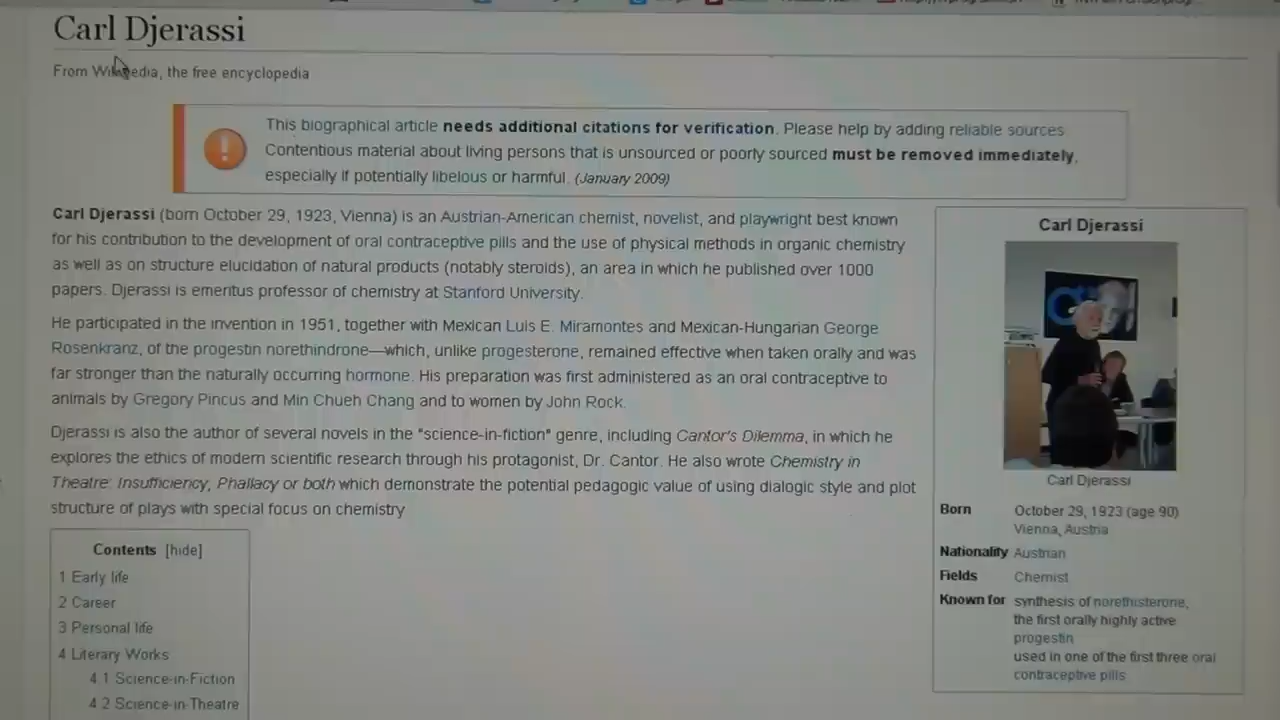 Carl Djerassi
From Wikipedia, the free encyclopedia
This biographical article needs additional citations for verification. Please help by adding reliable sources
Contentious material about living persons that is unsourced or poorly sourced must be removed immediately,
especially if potentially libelous or harmful. (January 2009)
Carl Djerassi (born October 29, 1923, Vienna) is an Austrian-American chemist, novelist, and playwright best known
for his contribution to the development of oral contraceptive pills and the use of physical methods in organic chemistry
as well as on structure elucidation of natural products (notably steroids), an area in which he published over 1000
papers. Djerassi is emeritus professor of chemistry at Stanford University.
He participated in the invention in 1951, together with Mexican Luis E. Miramontes and Mexican-Hungarian George
Rosenkranz, of the progestin norethindrone—which, unlike progesterone, remained effective when taken orally and was
far stronger than the naturally occurring hormone. His preparation was first administered as an oral contraceptive to
animals by Gregory Pincus and Min Chueh Chang and to women by John Rock.
Djerassi is also the author of several novels in the "science-in-fiction" genre, including Cantor's Dilemma, in which he
explores the ethics of modern scientific research through his protagonist, Dr. Cantor. He also wrote Chemistry in
Theatre: Insufficiency, Phallacy or both which demonstrate the potential pedagogic value of using dialogic style and plot
structure of plays with special focus on chemistry
Contents [hide]
1 Early life
2 Career
3 Personal life
4 Literary Works
4.1 Science-in-Fiction
4.2 Science-in-Theatre
Carl Djerassi
Carl Djerassi
Born October 29, 1923 (age 90)
Vienna, Austria
Nationality Austrian
Fields Chemist
Known for synthesis of norethisterone,
the first orally highly active
progestin
used in one of the first three oral
contraceptive pills